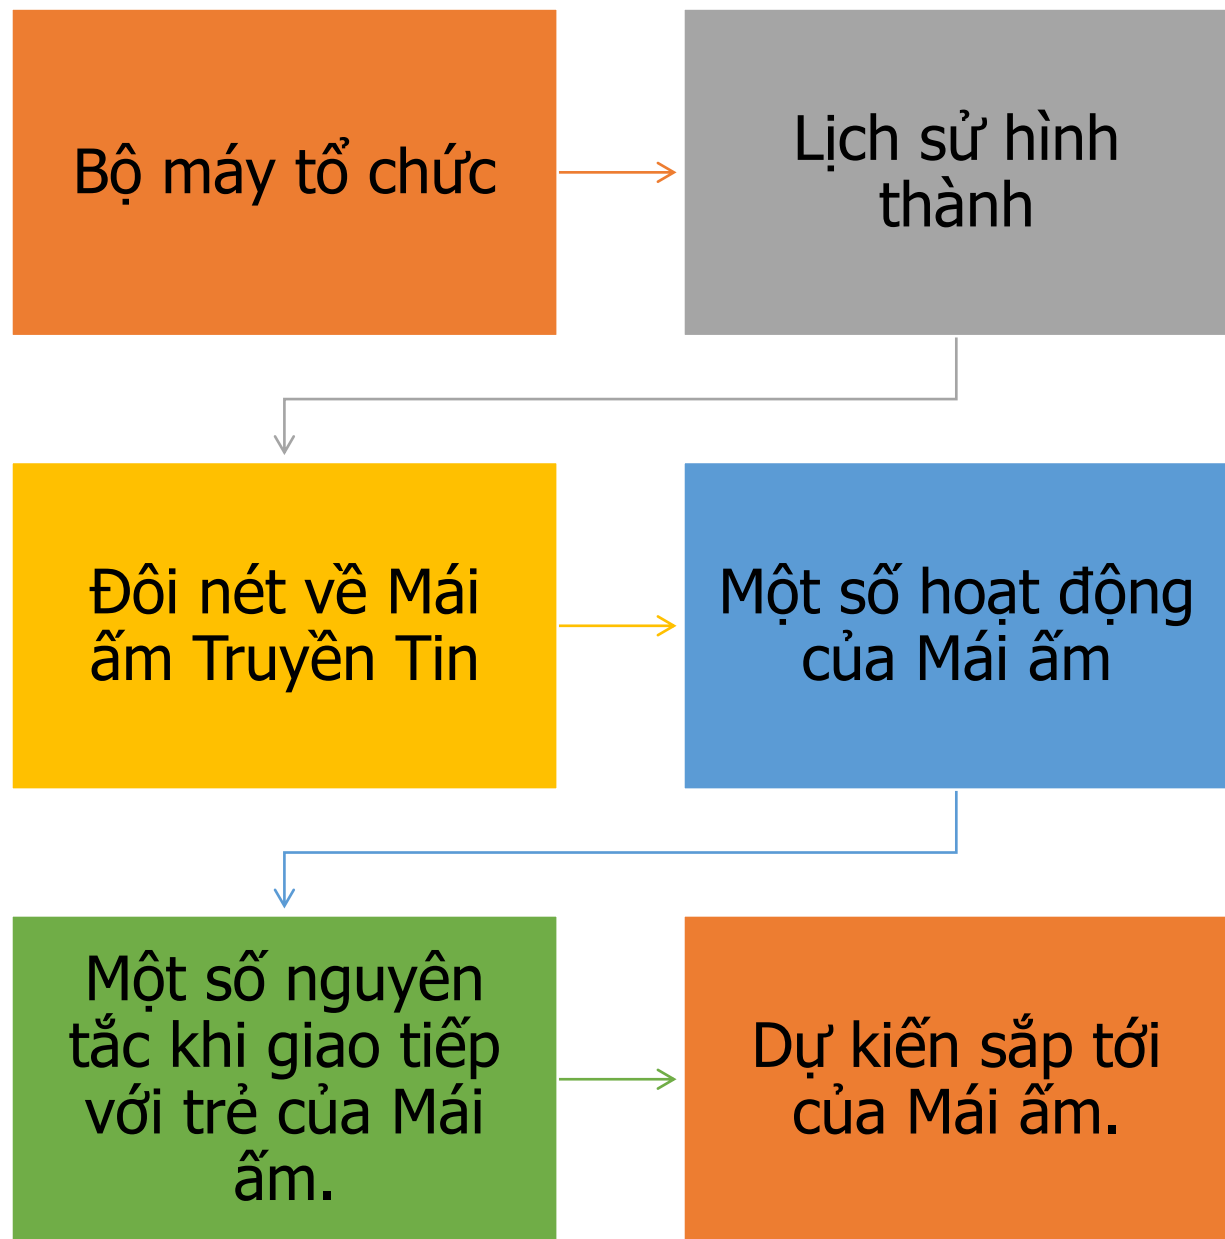 Bộ máy tổ chức
Lịch sử hình
thành
Đôi nét về Mái
ấm Truyền Tin
Một số hoạt động
của Mái ấm
Một số nguyên
tắc khi giao tiếp
với trẻ của Mái
ấm.
Dự kiến sắp tới
của Mái ấm.